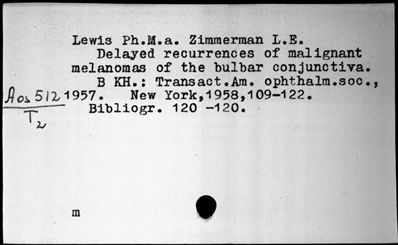 Lewis Ph.M.a. Zimmerman L.E.
Delayed recurrences of malignant
melanomas of the bulbar conjunctiva.
B KH.: Transact.Am. ophthalm.soc.,
Aos 512 1957. New York,1958,109-122.
T2 Bibliogr. 120 -120.
m